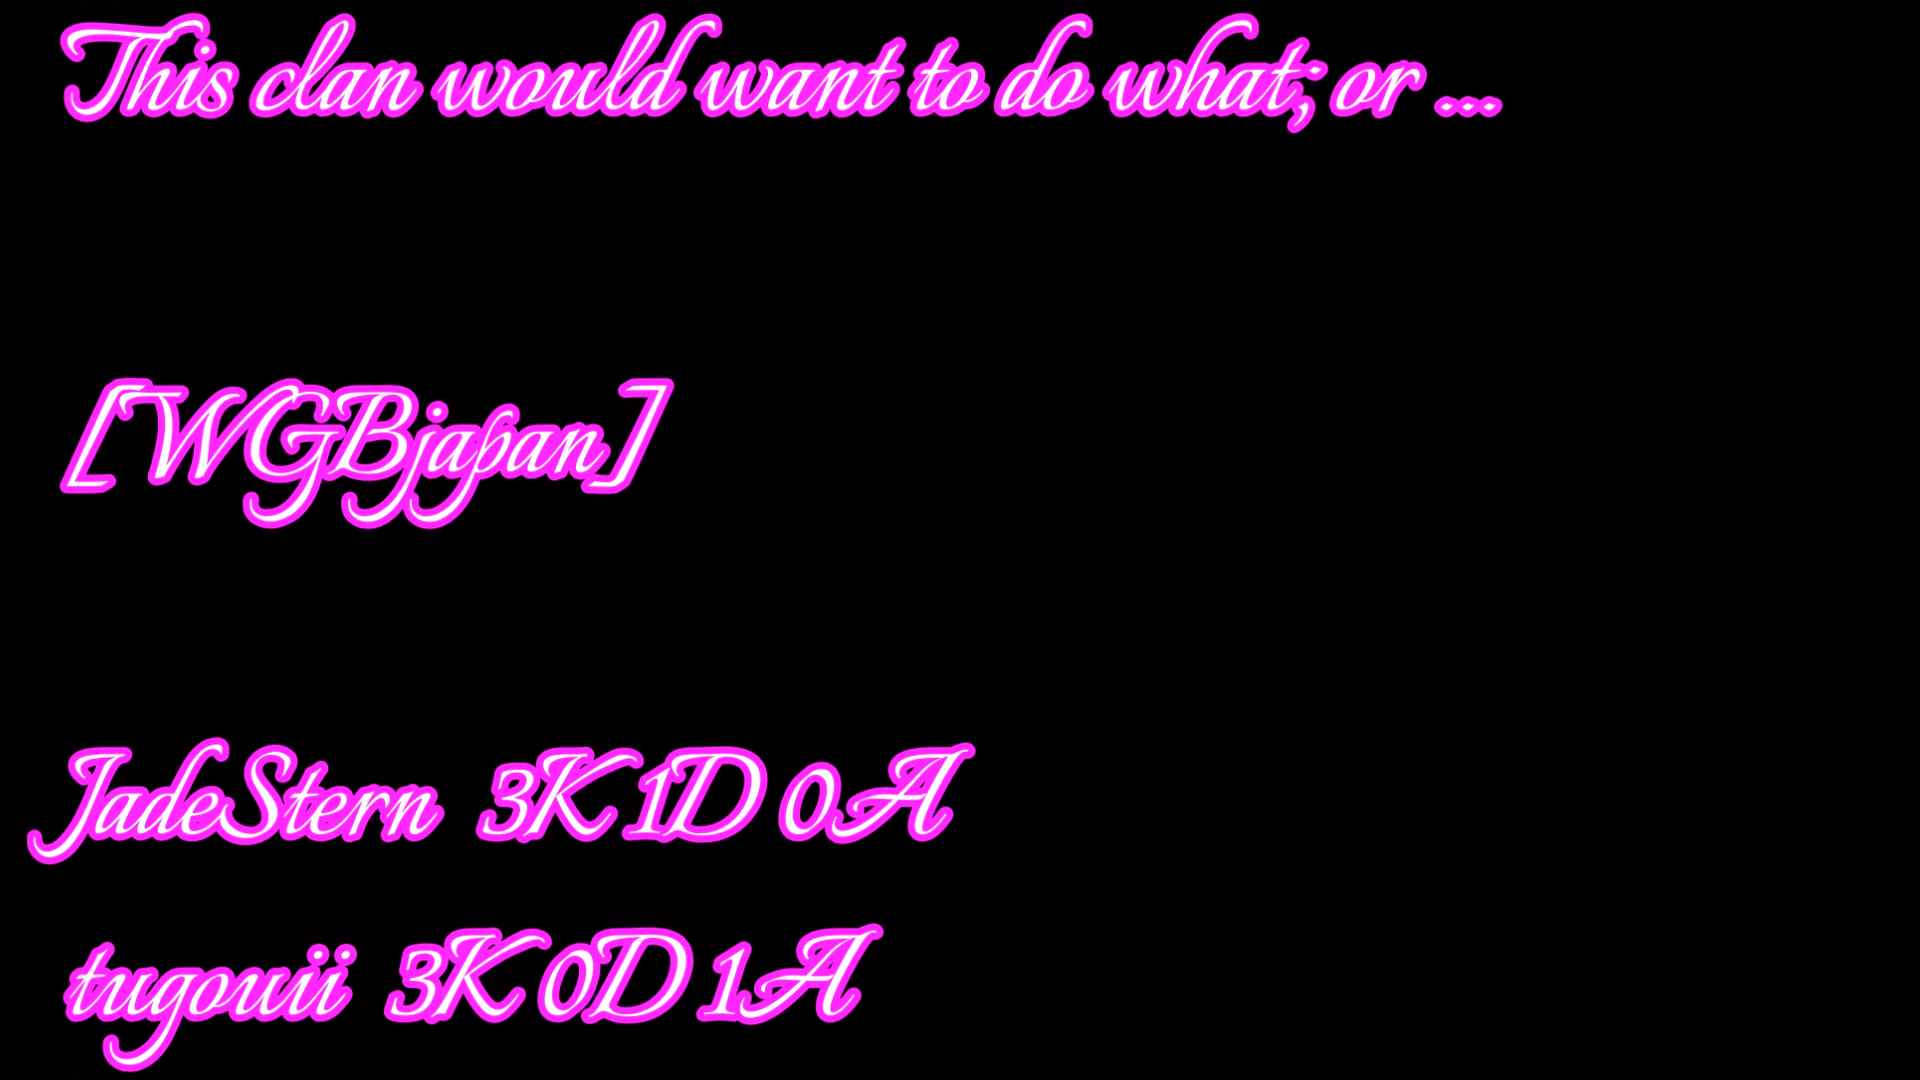 This clan would want to do what; or ...
[WGBjapan]
JadeStern 3K 1D 0A
tugouii 3K 0D 1A